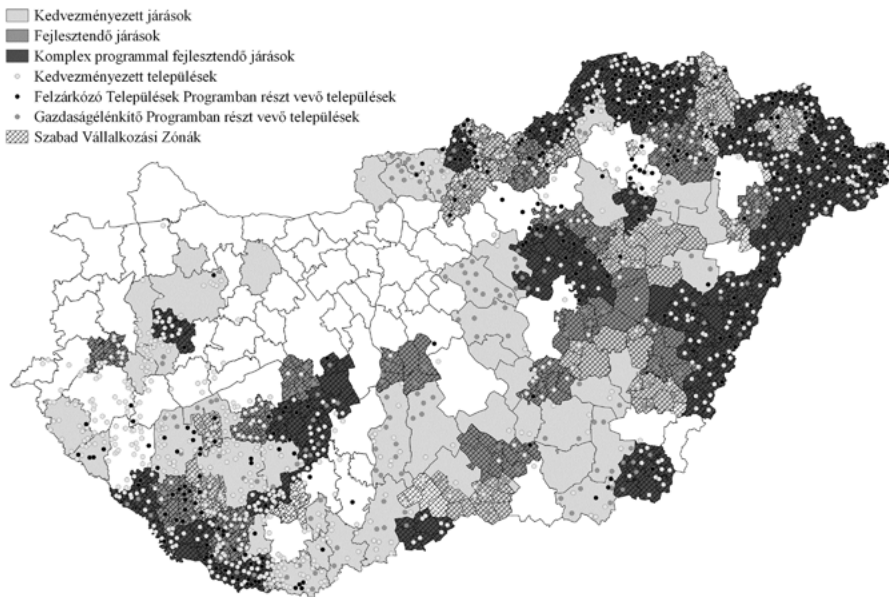 Kedvezményezett járások
Fejlesztendő járások
Komplex programmal fejlesztendő járások
Kedvezményezett települések
Felzárkózó Települések Programban részt vevő települések
Gazdaságélénkítő Programban részt vevő települések
Szabad Vállalkozási Zónák